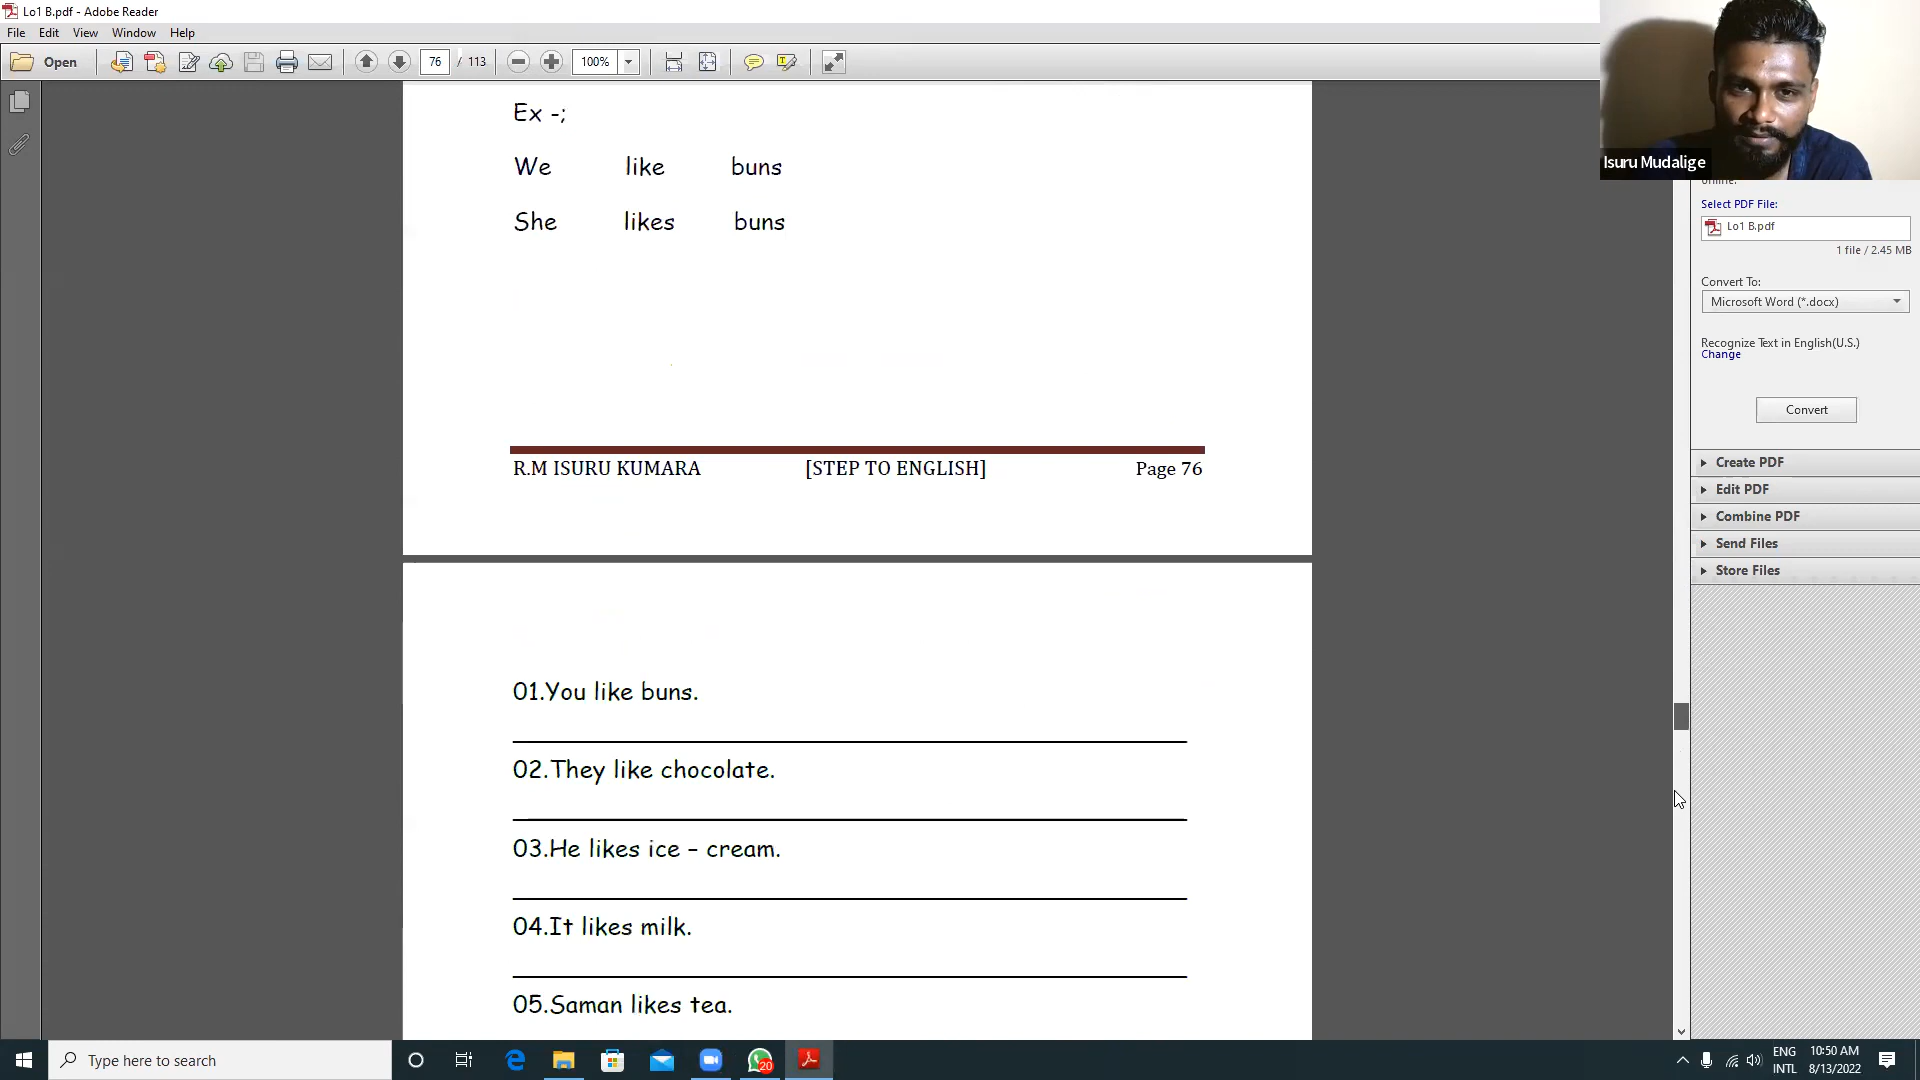 Lo1 B.pdf - Adobe Reader
File Edit View Window Help
Open 76 / 113 100%
Ex -;
We like buns
She likes buns
R.M ISURU KUMARA [STEP TO ENGLISH] Page 76
01.You like buns.
02.They like chocolate.
03.He likes ice – cream.
04.It likes milk.
05.Saman likes tea.
Isuru Mudalige
online.
Select PDF File:
Lo1 B.pdf
1 file / 2.45 MB
Convert To:
Microsoft Word (*.docx)
Recognize Text in English(U.S.)
Change
Convert
Create PDF
Edit PDF
Combine PDF
Send Files
Store Files
Type here to search
20
ENG
INTL
10:50 AM
8/13/2022